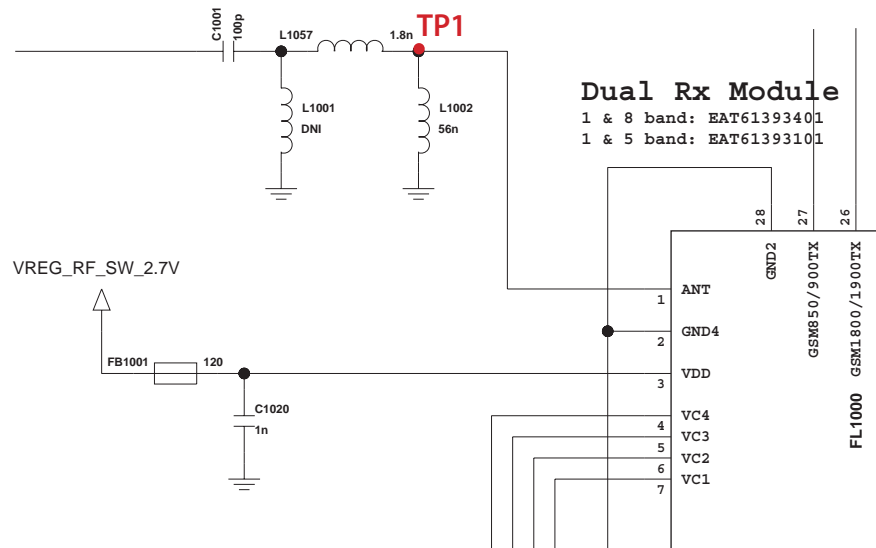 C1001
100p
L1057
1.8n
TP1
L1001
DNI
L1002
56n
Dual Rx Module
1 & 8 band: EAT61393401
1 & 5 band: EAT61393101
28
27
26
GND2
GSM850/900TX
GSM1800/1900TX
VREG_RF_SW_2.7V
FB1001
120
C1020
1n
1
ANT
2
GND4
3
VDD
4
VC4
5
VC3
6
VC2
7
VC1
FL1000